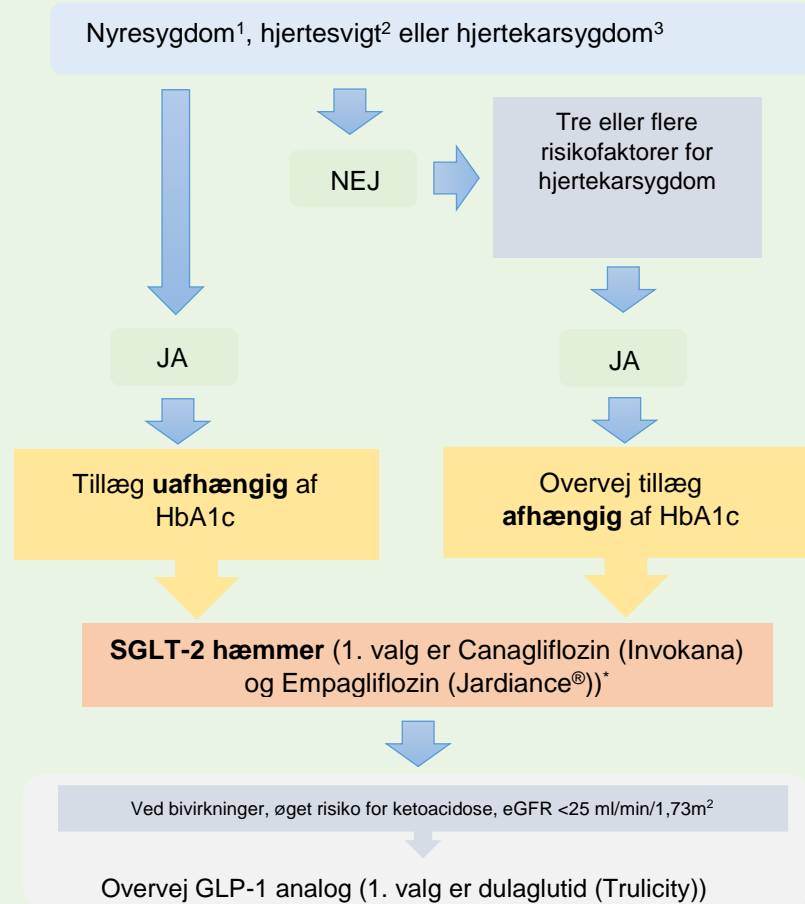 Nyresygdom¹, hjertesvigt² eller hjertekarsygdom³
NEJ
Tre eller flere
risikofaktorer for
hjertekarsygdom
JA
JA
Tillæg uafhængig af
HbA1c
Overvej tillæg
afhængig af HbA1c
SGLT-2 hæmmer (1. valg er Canagliflozin (Invokana)
og Empagliflozin (Jardiance®))*
Ved bivirkninger, øget risiko for ketoacidose, eGFR <25 ml/min/1,73m²
Overvej GLP-1 analog (1. valg er dulaglutid (Trulicity))